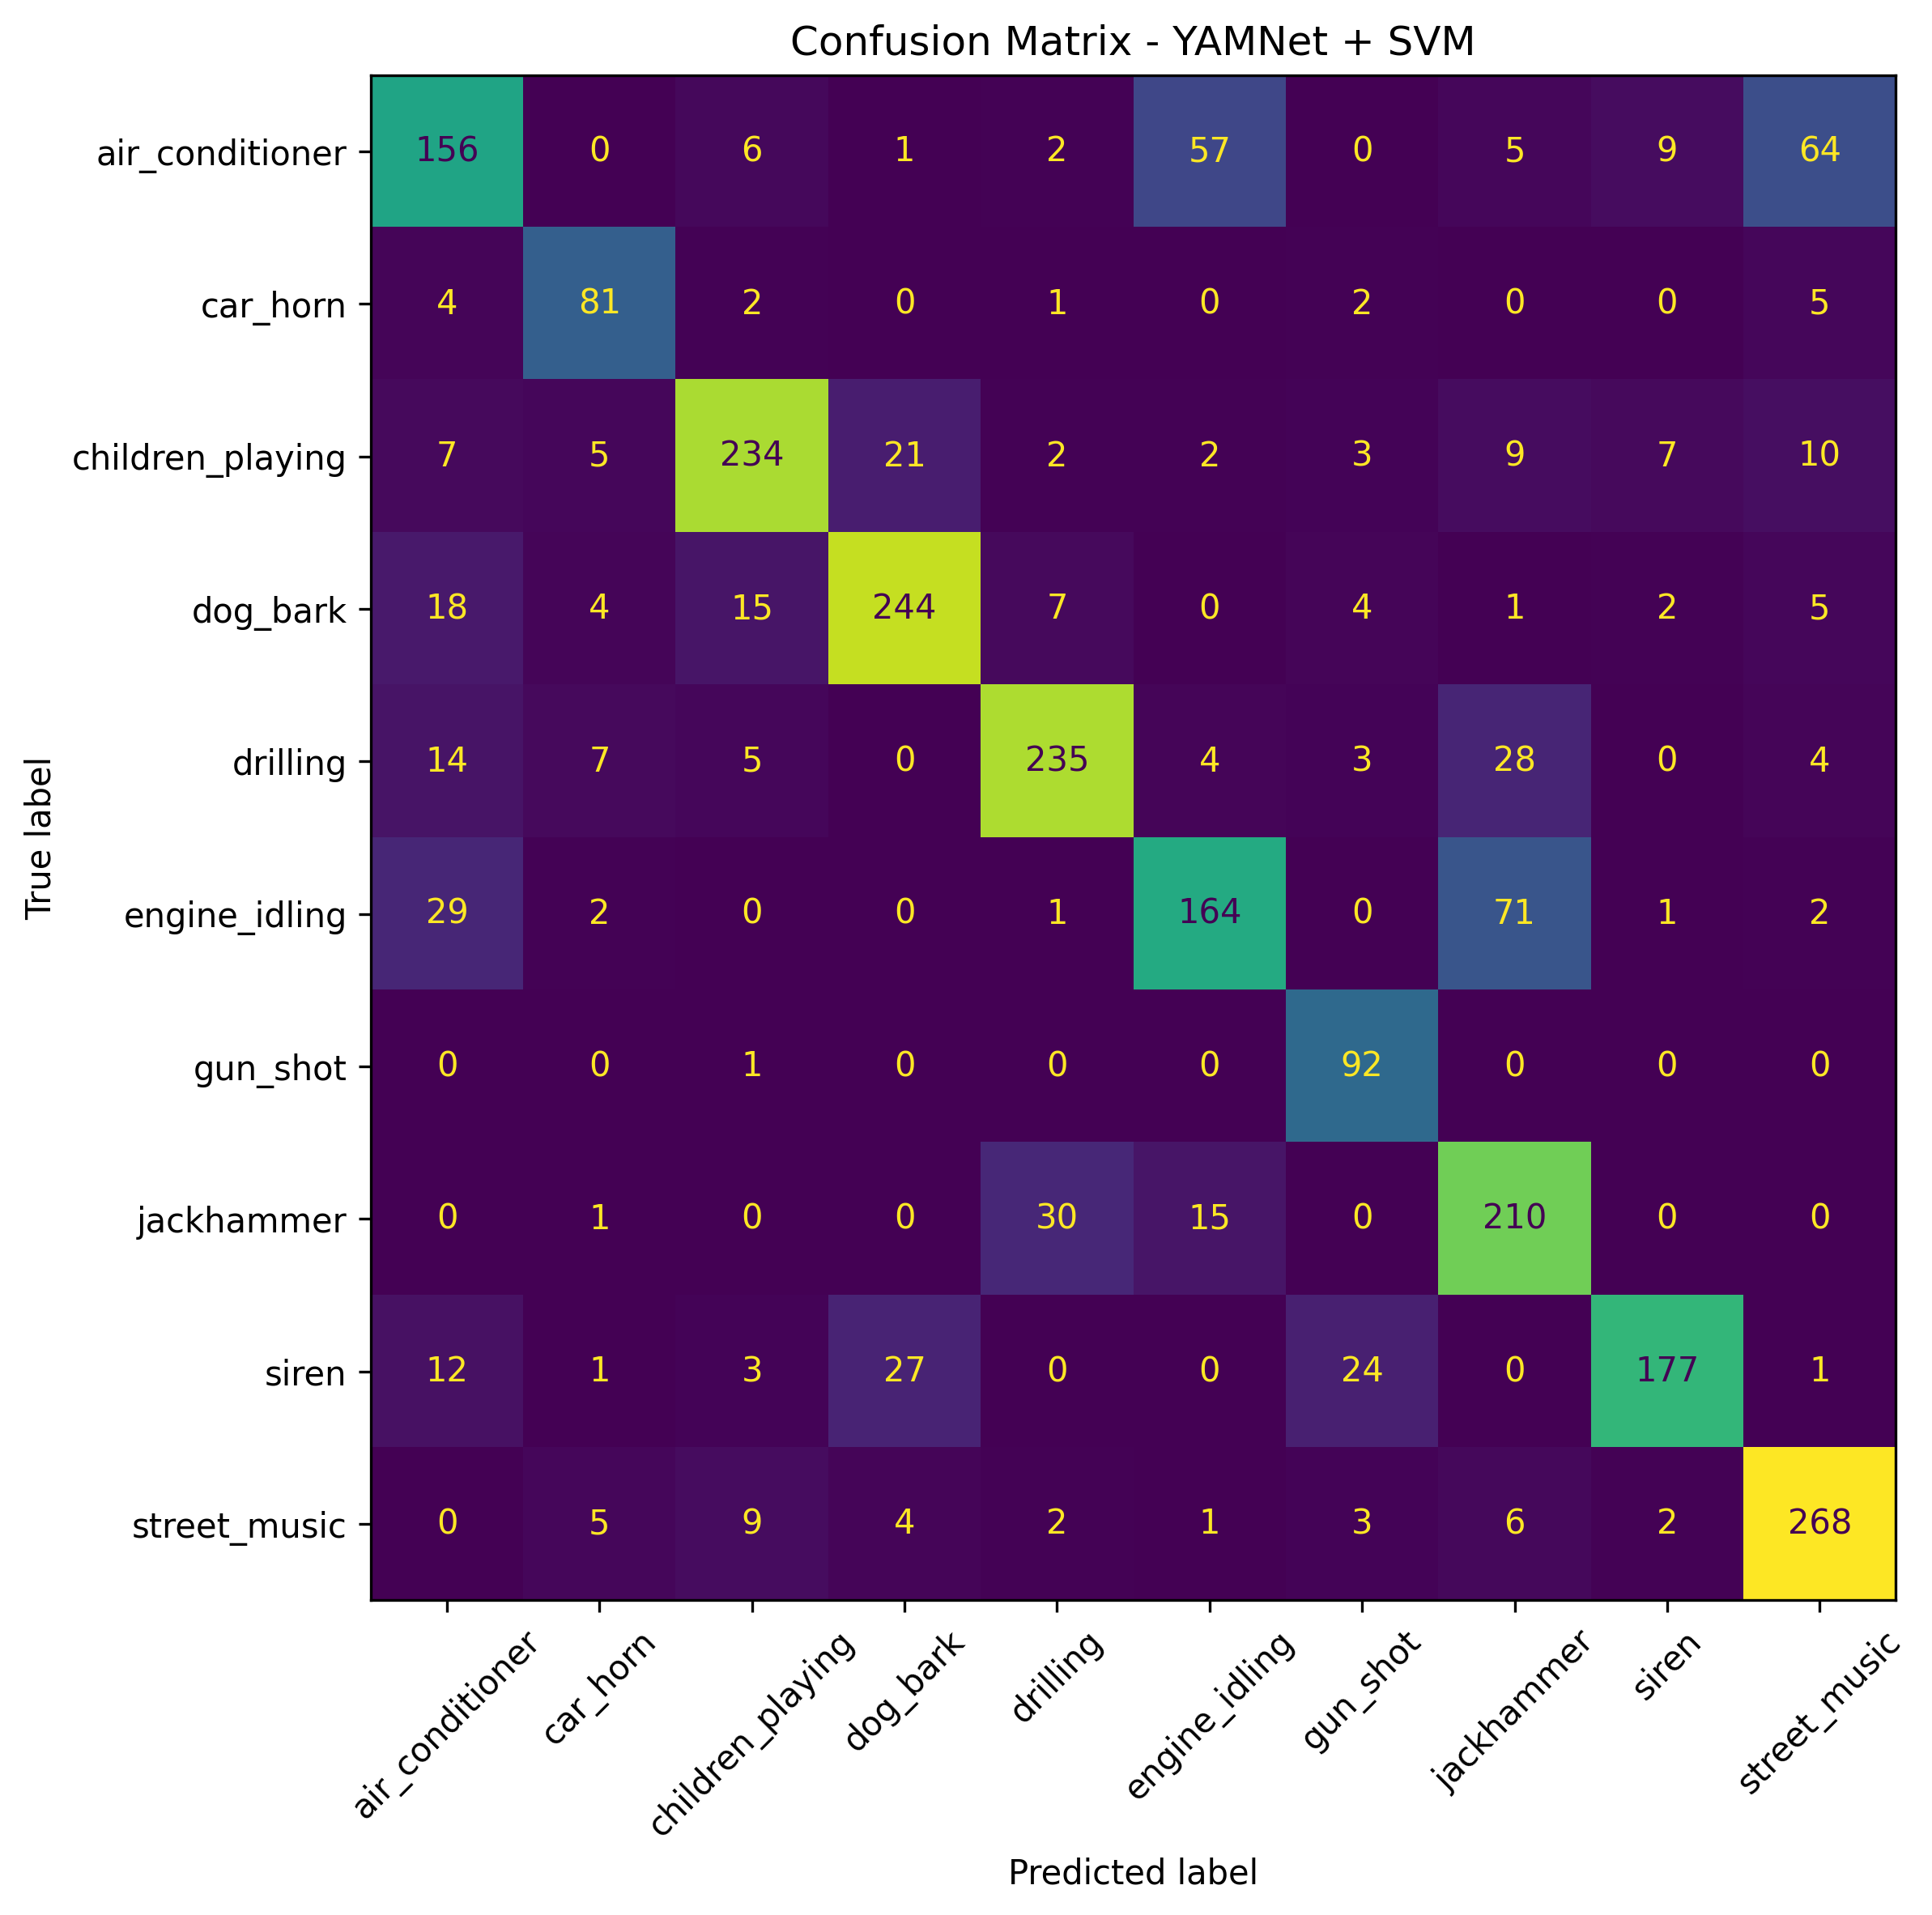 Confusion Matrix - YAMNet + SVM
True label
air_conditioner 156 0 6 1 2 57 0 5 9 64
car_horn 4 81 2 0 1 0 2 0 0 5
children_playing 7 5 234 21 2 2 3 9 7 10
dog_bark 18 4 15 244 7 0 4 1 2 5
drilling 14 7 5 0 235 4 3 28 0 4
engine_idling 29 2 0 0 1 164 0 71 1 2
gun_shot 0 0 1 0 0 0 92 0 0 0
jackhammer 0 1 0 0 30 15 0 210 0 0
siren 12 1 3 27 0 0 24 0 177 1
street_music 0 5 9 4 2 1 3 6 2 268
air_conditioner car_horn children_playing dog_bark drilling engine_idling gun_shot jackhammer siren street_music
Predicted label